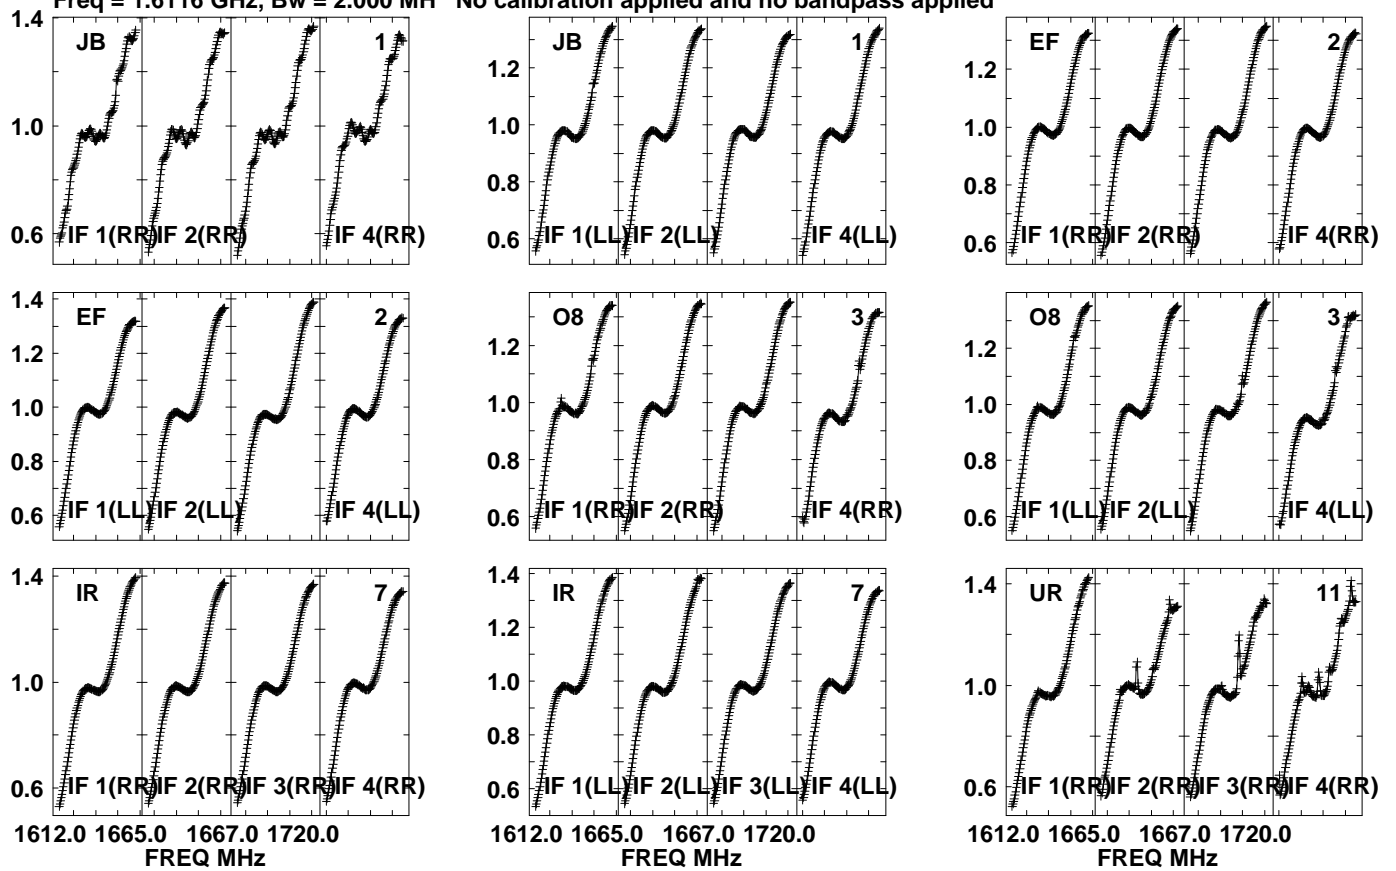 Freq = 1.6116 GHz, Bw = 2.000 MH No calibration applied and no bandpass applied
JB 1
JB 1
EF 2
1.4
1.0
0.6
1.2
1.0
0.8
0.6
1.2
1.0
0.8
0.6
IF 1(RR) IF 2(RR) IF 4(RR)
IF 1(LL) IF 2(LL) IF 4(LL)
IF 1(RR) IF 2(RR) IF 4(RR)
EF 2
O8 3
O8 3
1.4
1.2
1.0
0.8
0.6
1.2
1.0
0.8
0.6
1.2
1.0
0.8
0.6
IF 1(LL) IF 2(LL) IF 4(LL)
IF 1(RR) IF 2(RR) IF 4(RR)
IF 1(LL) IF 2(LL) IF 4(LL)
IR 7
IR 7
UR 11
1.4
1.0
0.6
1.4
1.2
1.0
0.8
0.6
1.4
1.0
0.6
IF 1(RR) IF 2(RR) IF 3(RR) IF 4(RR)
IF 1(LL) IF 2(LL) IF 3(LL) IF 4(LL)
IF 1(RR) IF 2(RR) IF 3(RR) IF 4(RR)
1612.0 1665.0 1667.0 1720.0
1612.0 1665.0 1667.0 1720.0
1612.0 1665.0 1667.0 1720.0
FREQ MHz
FREQ MHz
FREQ MHz